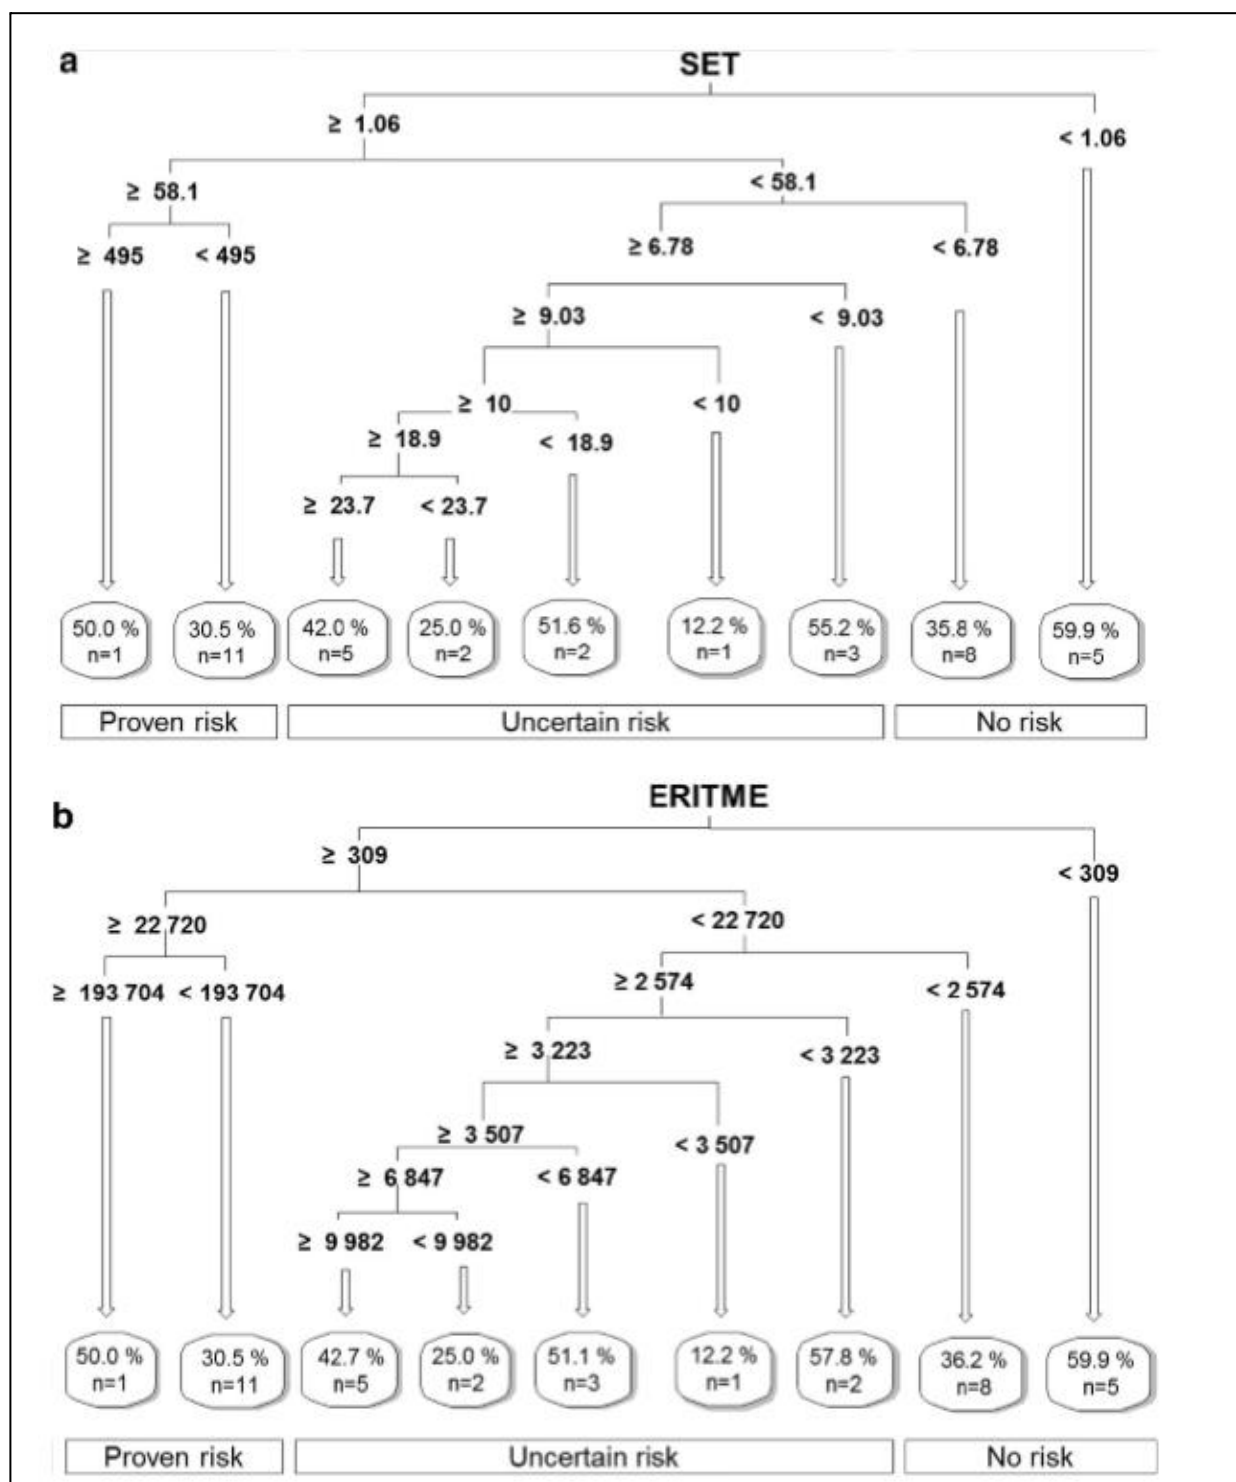 a
SET
≥ 1.06
< 1.06
≥ 58.1
< 58.1
≥ 495 < 495
≥ 6.78
< 6.78
≥ 9.03
< 9.03
≥ 10
< 10
≥ 18.9
< 18.9
≥ 23.7 < 23.7
50.0 % 30.5 % 42.0 % 25.0 % 51.6 % 12.2 % 55.2 % 35.8 % 59.9 %
n=1 n=11 n=5 n=2 n=2 n=1 n=3 n=8 n=5
Proven risk Uncertain risk No risk
b
ERITME
≥ 309
< 309
≥ 22 720
< 22 720
≥ 193 704 < 193 704
≥ 2 574
< 2 574
≥ 3 223
< 3 223
≥ 3 507
< 3 507
≥ 6 847
< 6 847
≥ 9 982 < 9 982
50.0 % 30.5 % 42.7 % 25.0 % 51.1 % 12.2 % 57.8 % 36.2 % 59.9 %
n=1 n=11 n=5 n=2 n=3 n=1 n=2 n=8 n=5
Proven risk Uncertain risk No risk